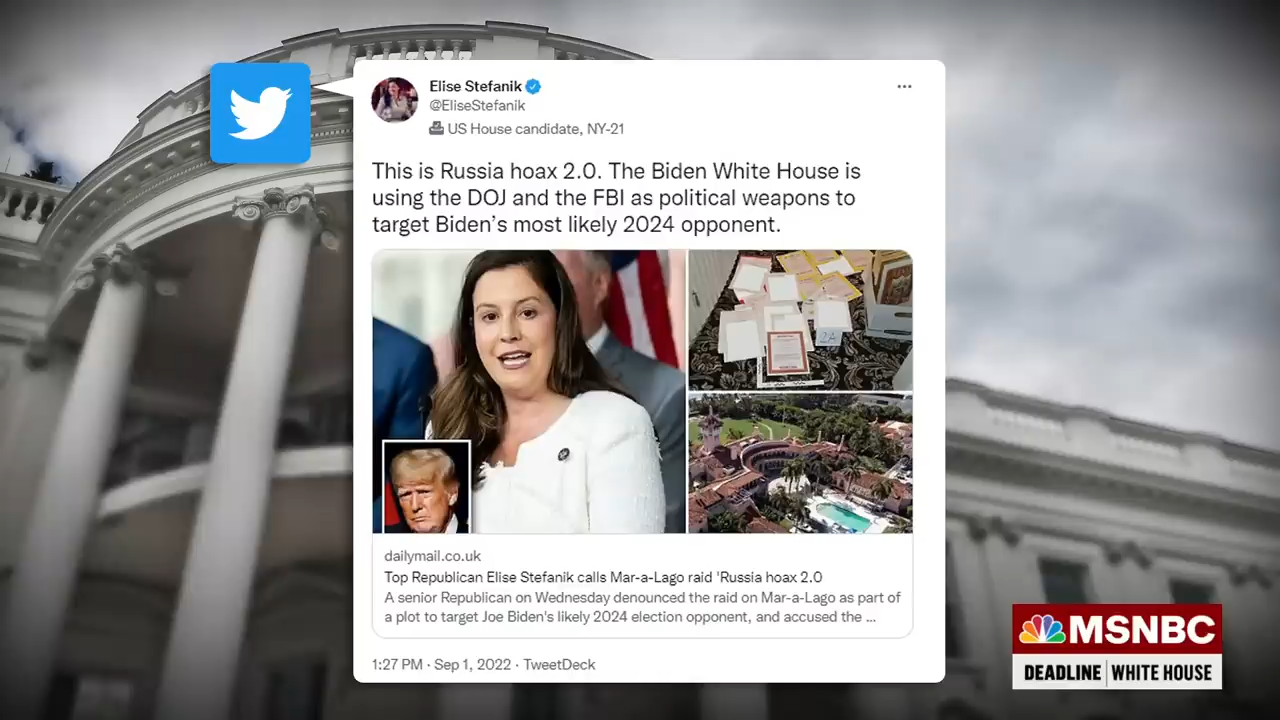 Elise Stefanik
@EliseStefanik
US House candidate, NY-21
This is Russia hoax 2.0. The Biden White House is
using the DOJ and the FBI as political weapons to
target Biden’s most likely 2024 opponent.
2A
dailymail.co.uk
Top Republican Elise Stefanik calls Mar-a-Lago raid 'Russia hoax 2.0
A senior Republican on Wednesday denounced the raid on Mar-a-Lago as part of
a plot to target Joe Biden's likely 2024 election opponent, and accused the ...
1:27 PM · Sep 1, 2022 · TweetDeck
MSNBC
DEADLINE | WHITE HOUSE